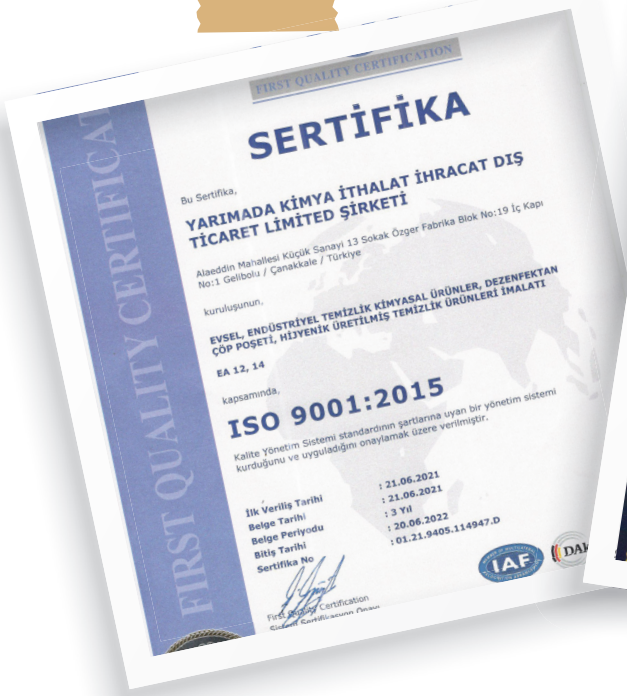 FIRST QUALITY CERTIFICATION
FIRST QUALITY CERTIFICAT
SERTİFİKA
Bu Sertifika,
YARIMADA KİMYA İTHALAT İHRACAT DIŞ
TİCARET LİMİTED ŞİRKETİ
Alaeddin Mahallesi Küçük Sanayi 13 Sokak Özger Fabrika Blok No:19 İç Kapı
No:1 Gelibolu / Çanakkale / Türkiye
kuruluşunun,
EVSEL, ENDÜSTRİYEL TEMİZLİK KİMYASAL ÜRÜNLER, DEZENFEKTAN
ÇÖP POŞETİ, HİJYENİK ÜRETİLMİŞ TEMİZLİK ÜRÜNLERİ İMALATI
EA 12, 14
kapsamında,
ISO 9001:2015
Kalite Yönetim Sistemi standardının şartlarına uyan bir yönetim sistemi
kurduğunu ve uyguladığını onaylamak üzere verilmiştir.
İlk Veriliş Tarihi : 21.06.2021
Belge Tarihi : 21.06.2021
Belge Periyodu : 3 Yıl
Bitiş Tarihi : 20.06.2022
Sertifika No : 01.21.9405.114947.D
IAF
DAk
First Quality Certification
Sistem Sertifikasyon Onayı